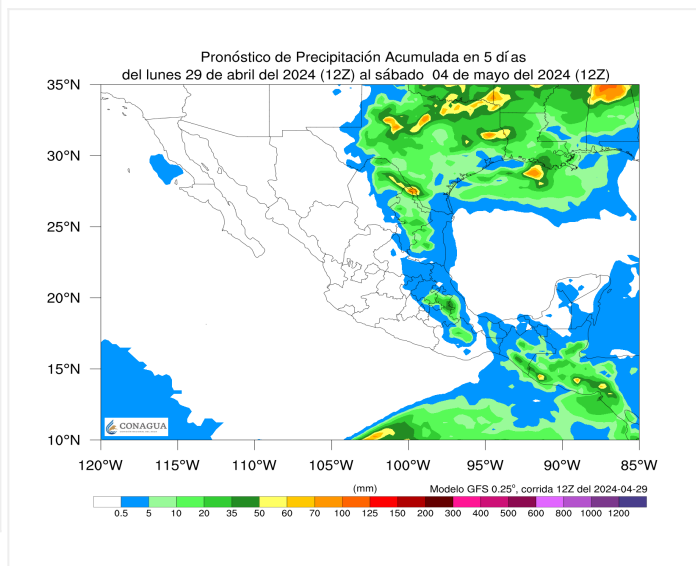 Pronóstico de Precipitación Acumulada en 5 días
del lunes 29 de abril del 2024 (12Z) al sábado 04 de mayo del 2024 (12Z)
35°N
30°N
25°N
20°N
15°N
10°N
CONAGUA
120°W 115°W 110°W 105°W 100°W 95°W 90°W 85°W
(mm) Modelo GFS 0.25°, corrida 12Z del 2024-04-29
0.5 5 10 20 35 50 60 70 100 125 150 200 300 400 500 600 800 1000 1200